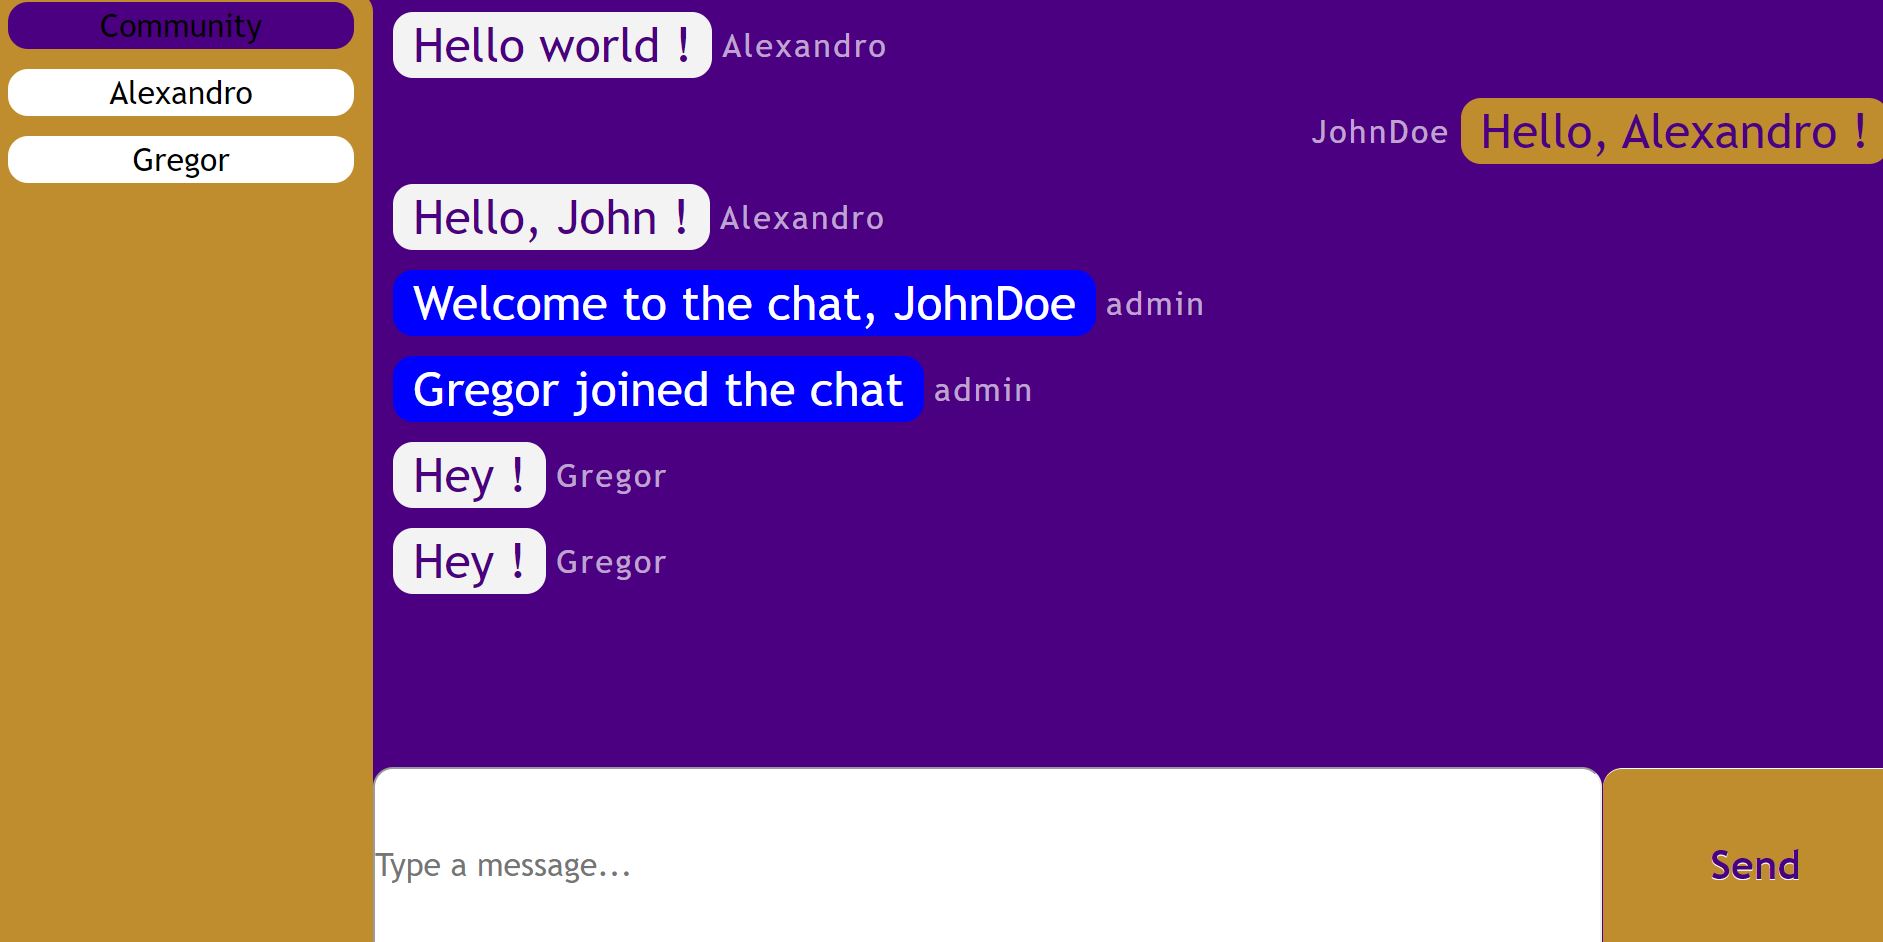 Community
Alexandro
Gregor
Hello world ! Alexandro
JohnDoe Hello, Alexandro !
Hello, John ! Alexandro
Welcome to the chat, JohnDoe admin
Gregor joined the chat admin
Hey ! Gregor
Hey ! Gregor
Type a message...
Send